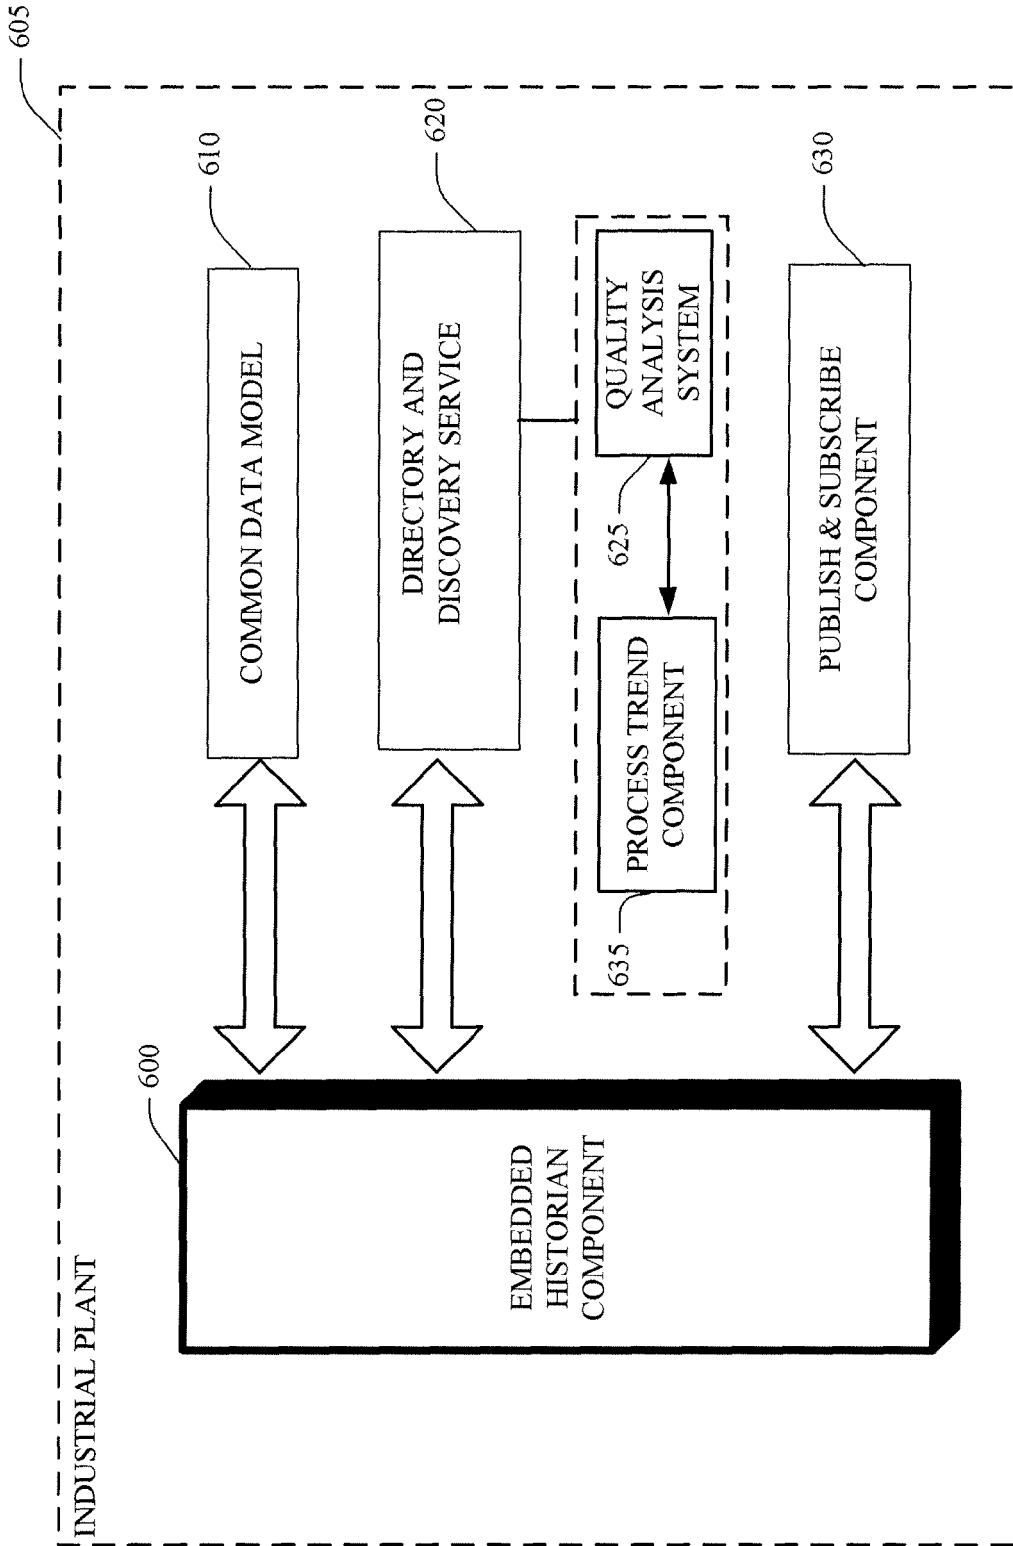 INDUSTRIAL PLANT
605
600
EMBEDDED
HISTORIAN
COMPONENT
610
COMMON DATA MODEL
620
DIRECTORY AND
DISCOVERY SERVICE
635
PROCESS TREND
COMPONENT
625
QUALITY
ANALYSIS
SYSTEM
630
PUBLISH & SUBSCRIBE
COMPONENT